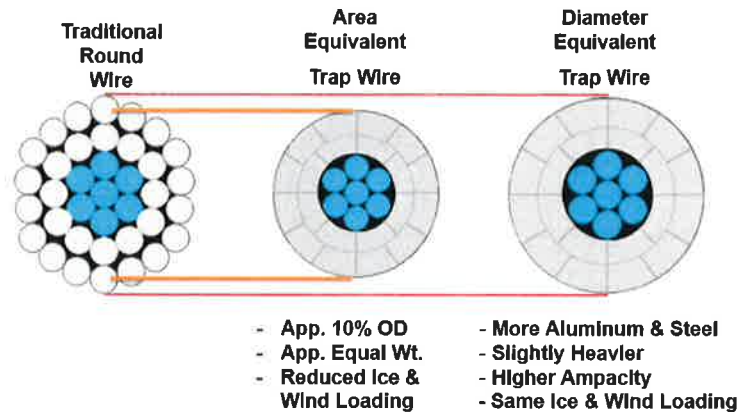 Traditional
Round
Wire
Area
Equivalent
Trap Wire
Diameter
Equivalent
Trap Wire
- App. 10% OD
- App. Equal Wt.
- Reduced Ice &
Wind Loading
- More Aluminum & Steel
- Slightly Heavier
- Higher Ampacity
- Same Ice & Wind Loading